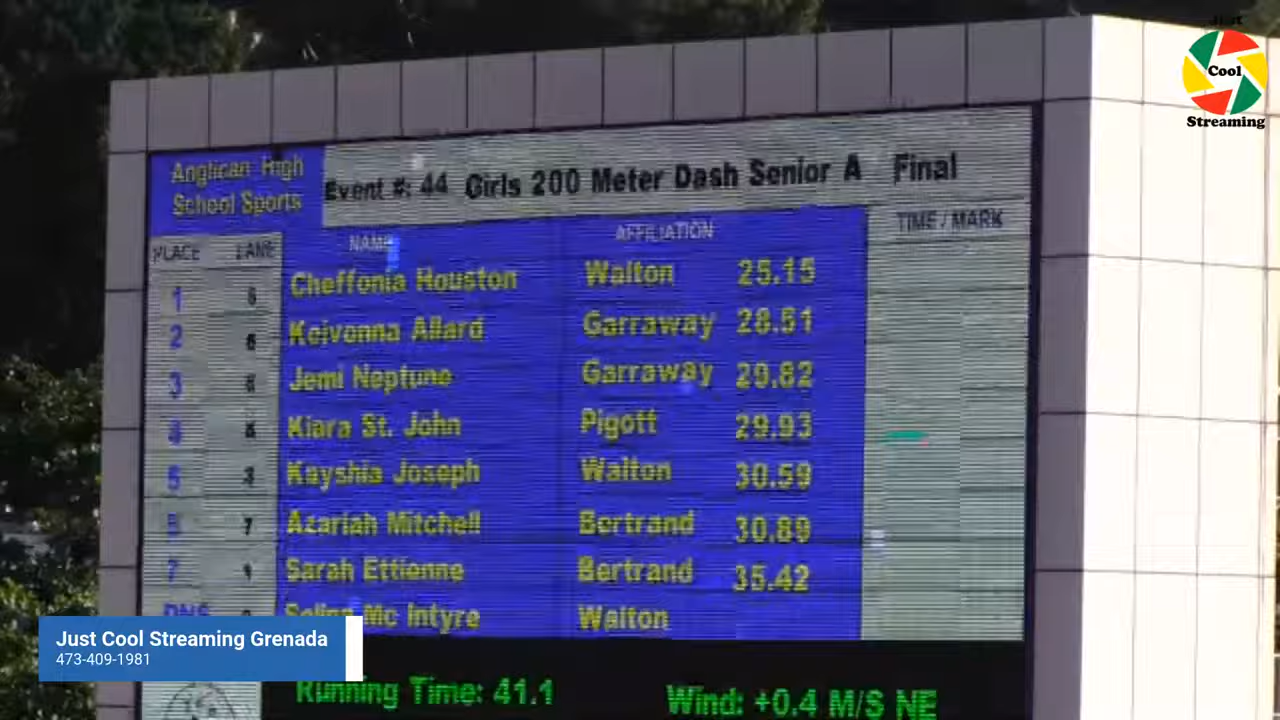 Just
Cool
Streaming
Anglican High
School Sports
Event #: 44 Girls 200 Meter Dash Senior A Final
PLACE LANE NAME AFFILIATION TIME / MARK
1 Cheffonia Houston Walton 25.15
2 Keivonna Allard Garraway 28.51
3 Jemi Neptune Garraway 29.82
4 Kiara St. John Pigott 29.93
5 3 Kayshia Joseph Walton 30.59
6 7 Azariah Mitchell Bertrand 30.89
7 1 Sarah Ettienne Bertrand 35.42
DNS Selina Mc Intyre Walton
Just Cool Streaming Grenada
473-409-1981
Running Time: 41.1 Wind: +0.4 M/S NE